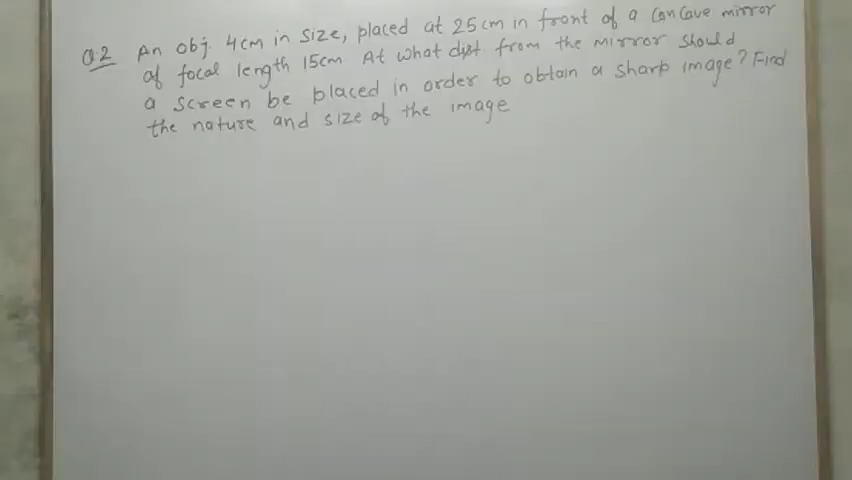 Q.2 An obj. 4cm in size, placed at 25cm in front of a concave mirror
of focal length 15cm At what dist from the mirror should
a screen be placed in order to obtain a sharp image? Find
the nature and size of the image